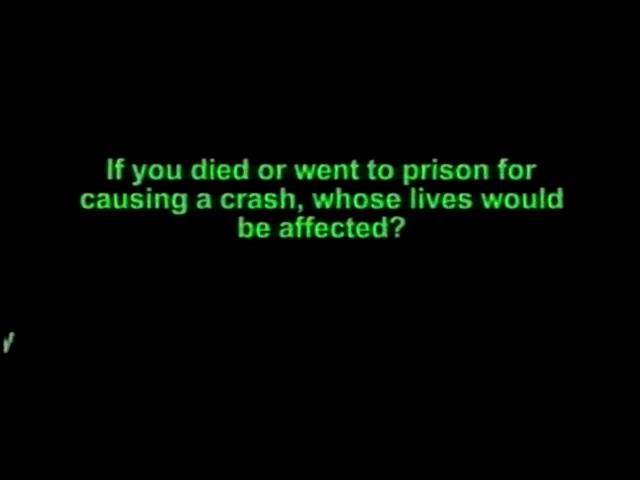 If you died or went to prison for
causing a crash, whose lives would
be affected?